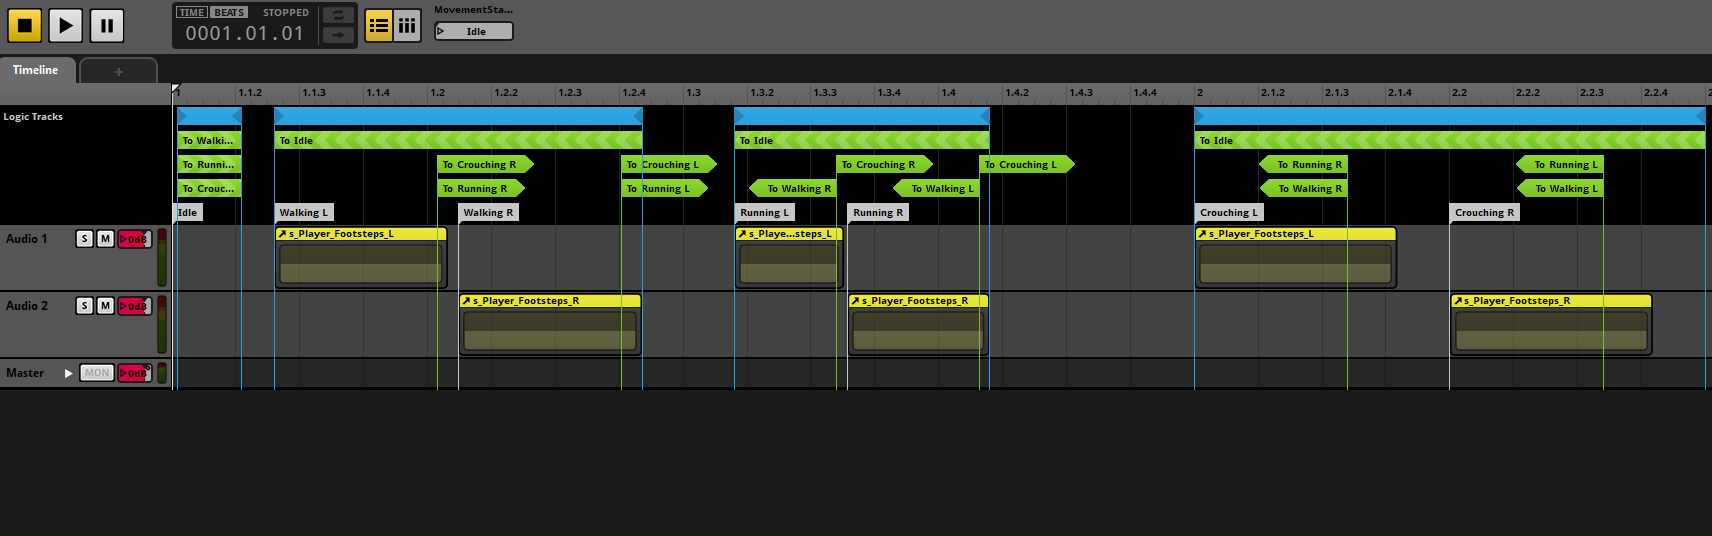 TIME BEATS STOPPED
0001.01.01
MovementSta...
Idle
Timeline
+
1 1.1.2 1.1.3 1.1.4 1.2 1.2.2 1.2.3 1.2.4 1.3 1.3.2 1.3.3 1.3.4 1.4 1.4.2 1.4.3 1.4.4 2 2.1.2 2.1.3 2.1.4 2.2 2.2.2 2.2.3 2.2.4 2
Logic Tracks
To Walki... To Idle To Idle To Idle
To Runni... To Crouching R To Crouching L To Crouching R To Crouching L To Running R To Running L
To Crouc... To Running R To Running L To Walking R To Walking L To Walking R To Walking L
Idle Walking L Walking R Running L Running R Crouching L Crouching R
Audio 1 S M 0dB s_Player_Footsteps_L s_Playe...steps_L s_Player_Footsteps_L
Audio 2 S M 0dB s_Player_Footsteps_R s_Player_Footsteps_R s_Player_Footsteps_R
Master MON 0dB